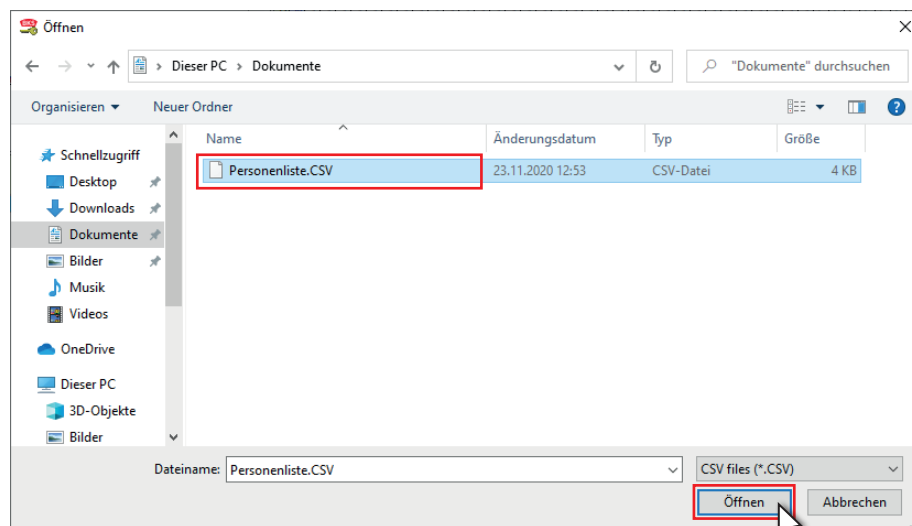 BKS Öffnen
Dieser PC > Dokumente
"Dokumente" durchsuchen
Organisieren
Neuer Ordner
Name
Änderungsdatum
Typ
Größe
Personenliste.CSV
23.11.2020 12:53
CSV-Datei
4 KB
Schnellzugriff
Desktop
Downloads
Dokumente
Bilder
Musik
Videos
OneDrive
Dieser PC
3D-Objekte
Bilder
Dateiname: Personenliste.CSV
CSV files (*.CSV)
Öffnen
Abbrechen